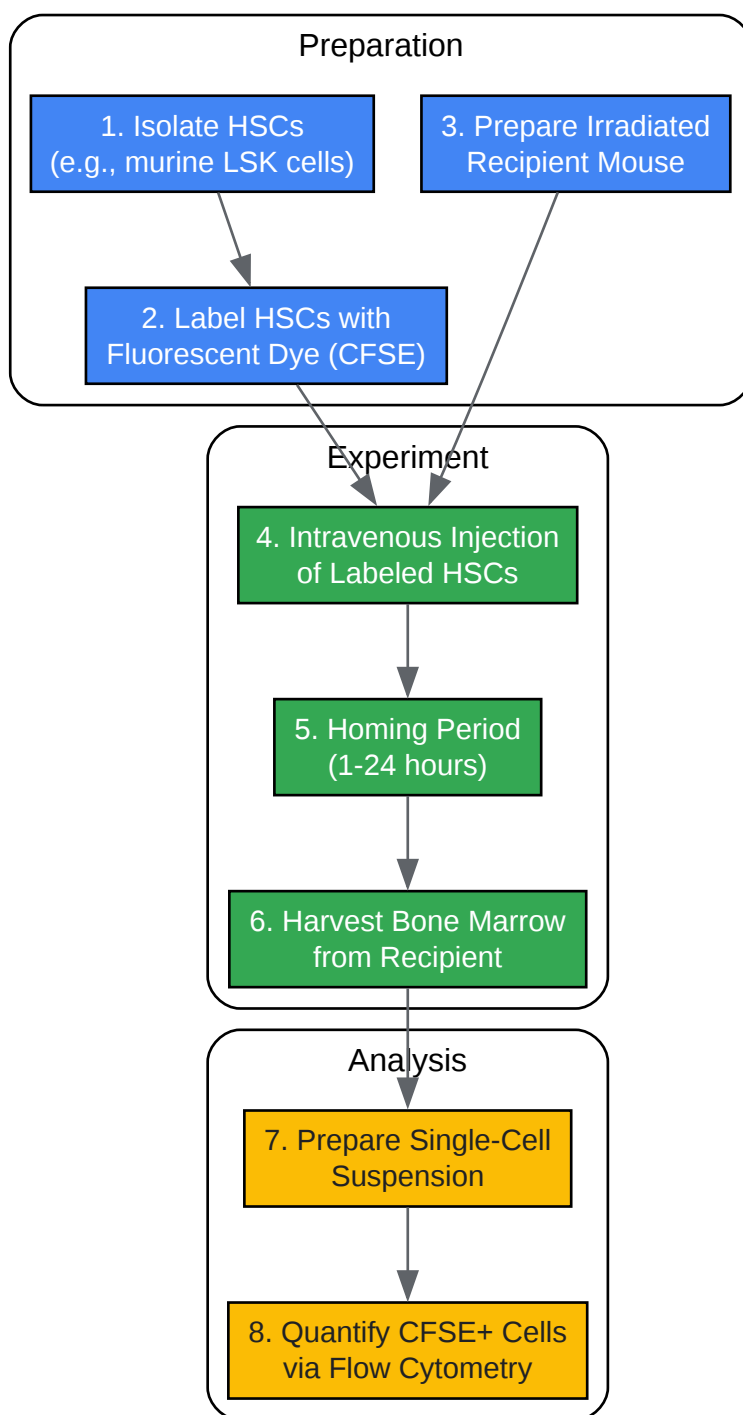 Preparation
1. Isolate HSCs
(e.g., murine LSK cells)
3. Prepare Irradiated
Recipient Mouse
2. Label HSCs with
Fluorescent Dye (CFSE)
Experiment
4. Intravenous Injection
of Labeled HSCs
5. Homing Period
(1-24 hours)
6. Harvest Bone Marrow
from Recipient
Analysis
7. Prepare Single-Cell
Suspension
8. Quantify CFSE+ Cells
via Flow Cytometry